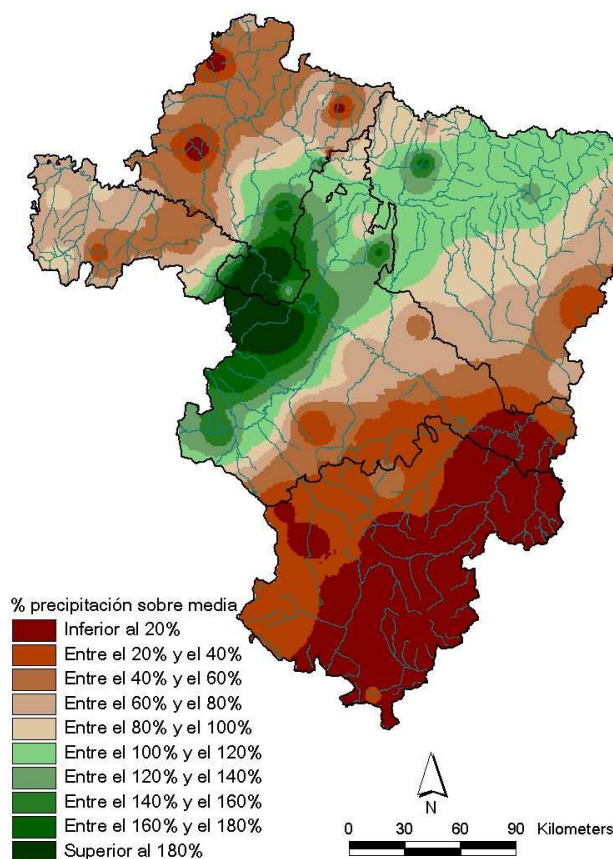 % precipitación sobre media
Inferior al 20%
Entre el 20% y el 40%
Entre el 40% y el 60%
Entre el 60% y el 80%
Entre el 80% y el 100%
Entre el 100% y el 120%
Entre el 120% y el 140%
Entre el 140% y el 160%
Entre el 160% y el 180%
Superior al 180%
N
0 30 60 90 Kilometers